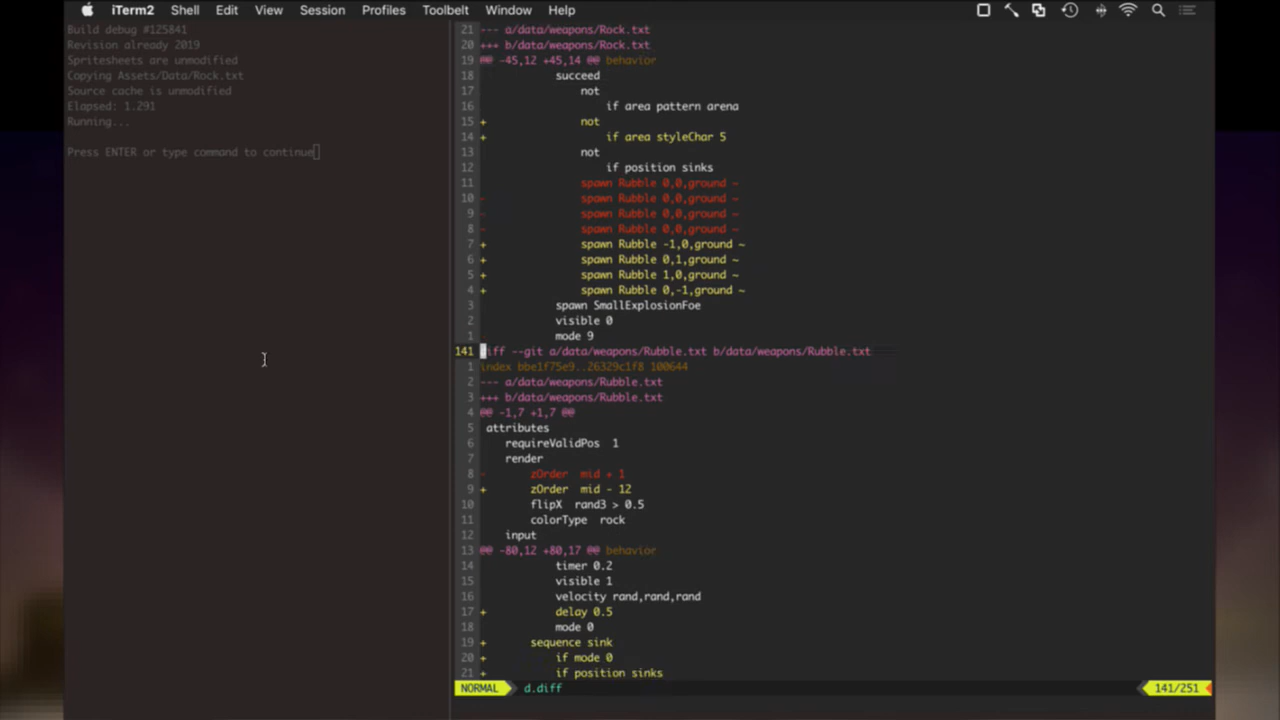 iTerm2 Shell Edit View Session Profiles Toolbelt Window Help
Build debug #125841
Revision already 2019
Spritesheets are unmodified
Copying Assets/Data/Rock.txt
Source cache is unmodified
Elapsed: 1.291
Running...
Press ENTER or type command to continue
21 --- a/data/weapons/Rock.txt
20 +++ b/data/weapons/Rock.txt
19 @@ -45,12 +45,14 @@ behavior
18 succeed
17 not
16 if area pattern arena
15 + not
14 + if area styleChar 5
13 not
12 if position sinks
11 - spawn Rubble 0,0,ground ~
10 - spawn Rubble 0,0,ground ~
9 - spawn Rubble 0,0,ground ~
8 - spawn Rubble 0,0,ground ~
7 + spawn Rubble -1,0,ground ~
6 + spawn Rubble 0,1,ground ~
5 + spawn Rubble 1,0,ground ~
4 + spawn Rubble 0,-1,ground ~
3 spawn SmallExplosionFoe
2 visible 0
1 mode 9
141 diff --git a/data/weapons/Rubble.txt b/data/weapons/Rubble.txt
1 index bbe1f75e9..26329c1f8 100644
2 --- a/data/weapons/Rubble.txt
3 +++ b/data/weapons/Rubble.txt
4 @@ -1,7 +1,7 @@
5 attributes
6 requireValidPos 1
7 render
8 - zOrder mid + 1
9 + zOrder mid - 12
10 flipX rand3 > 0.5
11 colorType rock
12 input
13 @@ -80,12 +80,17 @@ behavior
14 timer 0.2
15 visible 1
16 velocity rand,rand,rand
17 + delay 0.5
18 mode 0
19 + sequence sink
20 + if mode 0
21 + if position sinks
NORMAL d.diff 141/251